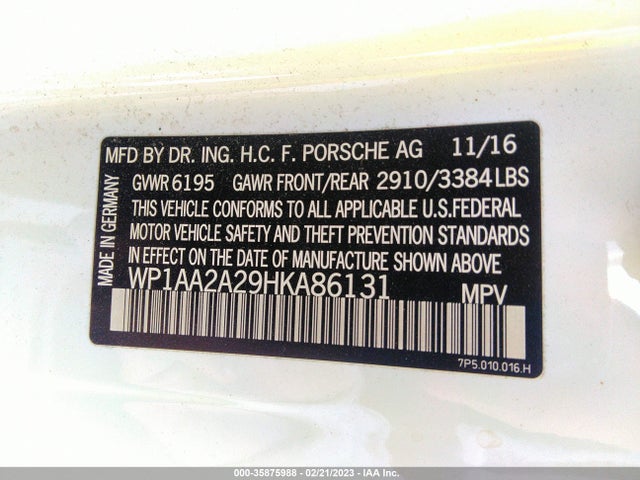 MFD BY DR. ING. H.C. F. PORSCHE AG 11/16
GVWR 6195 GAWR FRONT/REAR 2910/3384 LBS
THIS VEHICLE CONFORMS TO ALL APPLICABLE U.S.FEDERAL
MOTOR VEHICLE SAFETY AND THEFT PREVENTION STANDARDS
IN EFFECT ON THE DATE OF MANUFACTURE SHOWN ABOVE.
WP1AA2A29HKA86131 MPV
7P5.010.016.H
MADE IN GERMANY
000-35875988 - 02/21/2023 - IAA Inc.